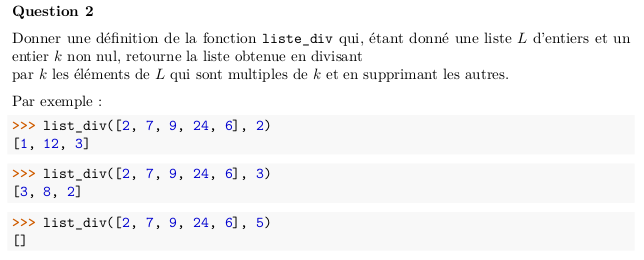 Question 2
Donner une définition de la fonction liste_div qui, étant donné une liste L d'entiers et un
entier k non nul, retourne la liste obtenue en divisant
par k les éléments de L qui sont multiples de k et en supprimant les autres.
Par exemple :
>>> list_div([2, 7, 9, 24, 6], 2)
[1, 12, 3]
>>> list_div([2, 7, 9, 24, 6], 3)
[3, 8, 2]
>>> list_div([2, 7, 9, 24, 6], 5)
[]